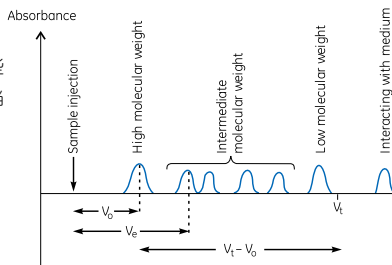 Absorbance
Sample injection
High molecular weight
Intermediate
molecular weight
Low molecular weight
Interacting with medium
Vo
Vt
Ve
Vt – Vo